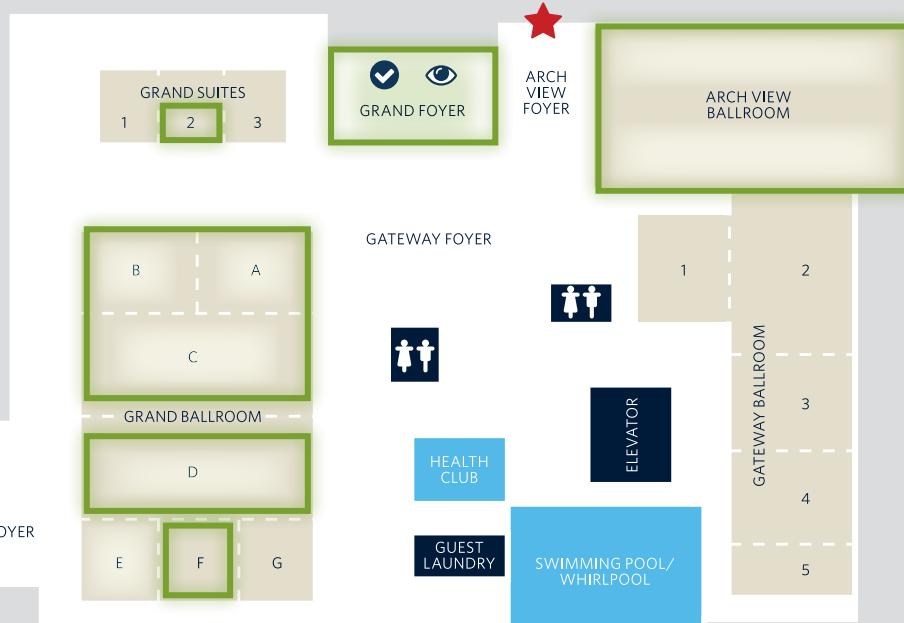 GRAND SUITES
1
2
3
GRAND FOYER
ARCH
VIEW
FOYER
ARCH VIEW
BALLROOM
GATEWAY FOYER
B
A
C
GRAND BALLROOM
D
E
F
G
1
2
3
4
5
GATEWAY BALLROOM
ELEVATOR
HEALTH
CLUB
GUEST
LAUNDRY
SWIMMING POOL/
WHIRLPOOL
OYER